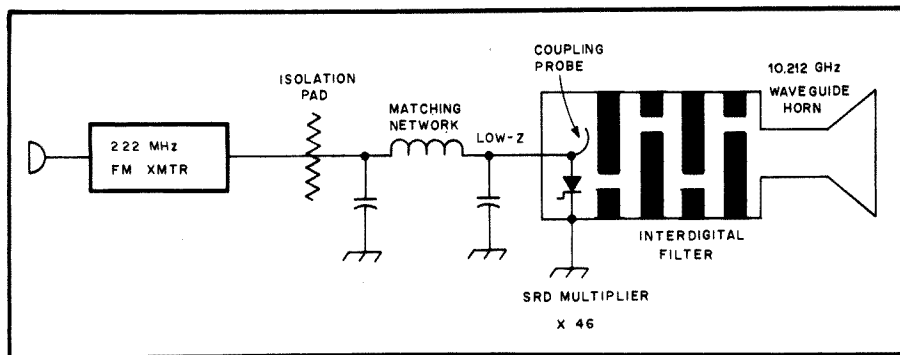 COUPLING
PROBE
10.212 GHz
WAVEGUIDE
HORN
ISOLATION
PAD
MATCHING
NETWORK
LOW-Z
222 MHz
FM XMTR
INTERDIGITAL
FILTER
SRD MULTIPLIER
X 46